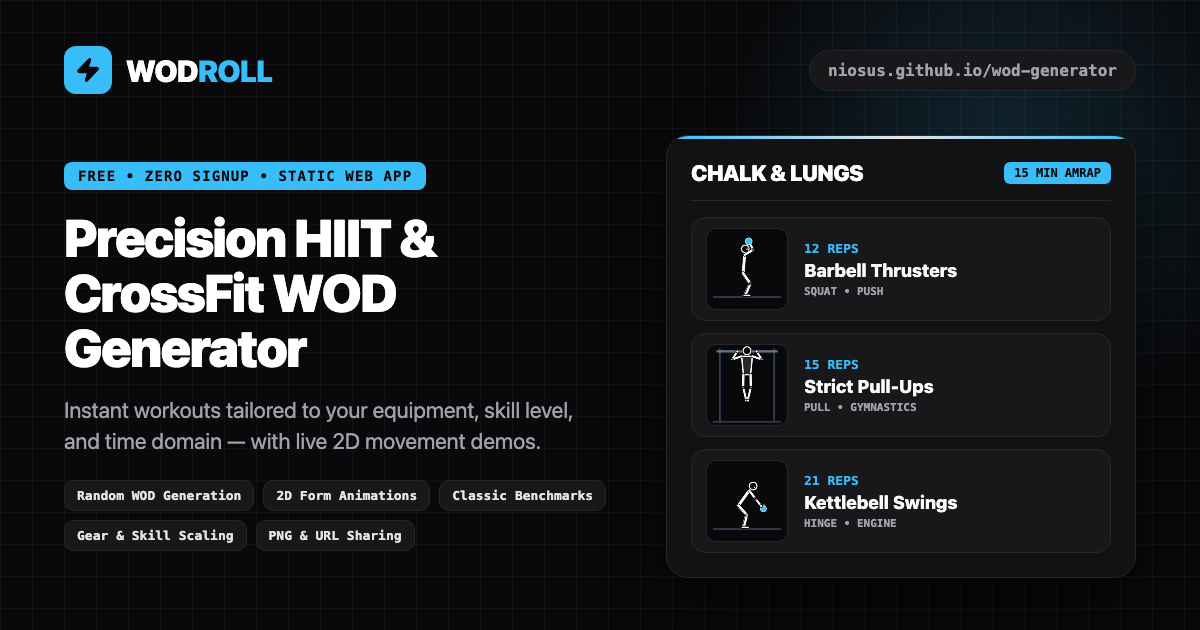 WODROLL
niosus.github.io/wod-generator
FREE • ZERO SIGNUP • STATIC WEB APP
Precision HIIT &
CrossFit WOD
Generator
Instant workouts tailored to your equipment, skill level,
and time domain — with live 2D movement demos.
Random WOD Generation
2D Form Animations
Classic Benchmarks
Gear & Skill Scaling
PNG & URL Sharing
CHALK & LUNGS
15 MIN AMRAP
12 REPS
Barbell Thrusters
SQUAT • PUSH
15 REPS
Strict Pull-Ups
PULL • GYMNASTICS
21 REPS
Kettlebell Swings
HINGE • ENGINE